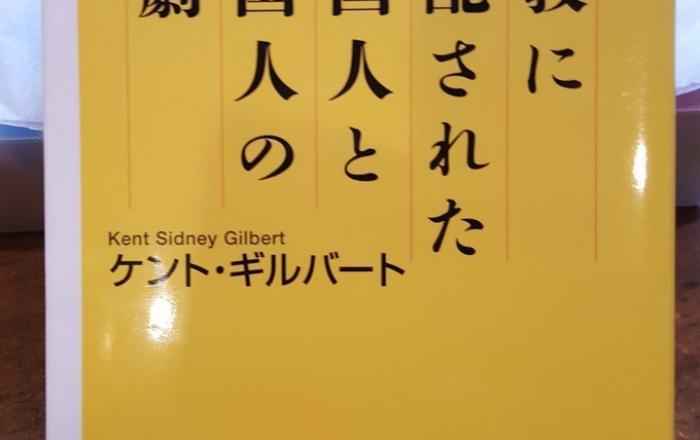 教に
配された
国人と
国人の
劇
Kent Sidney Gilbert
ケント・ギルバート